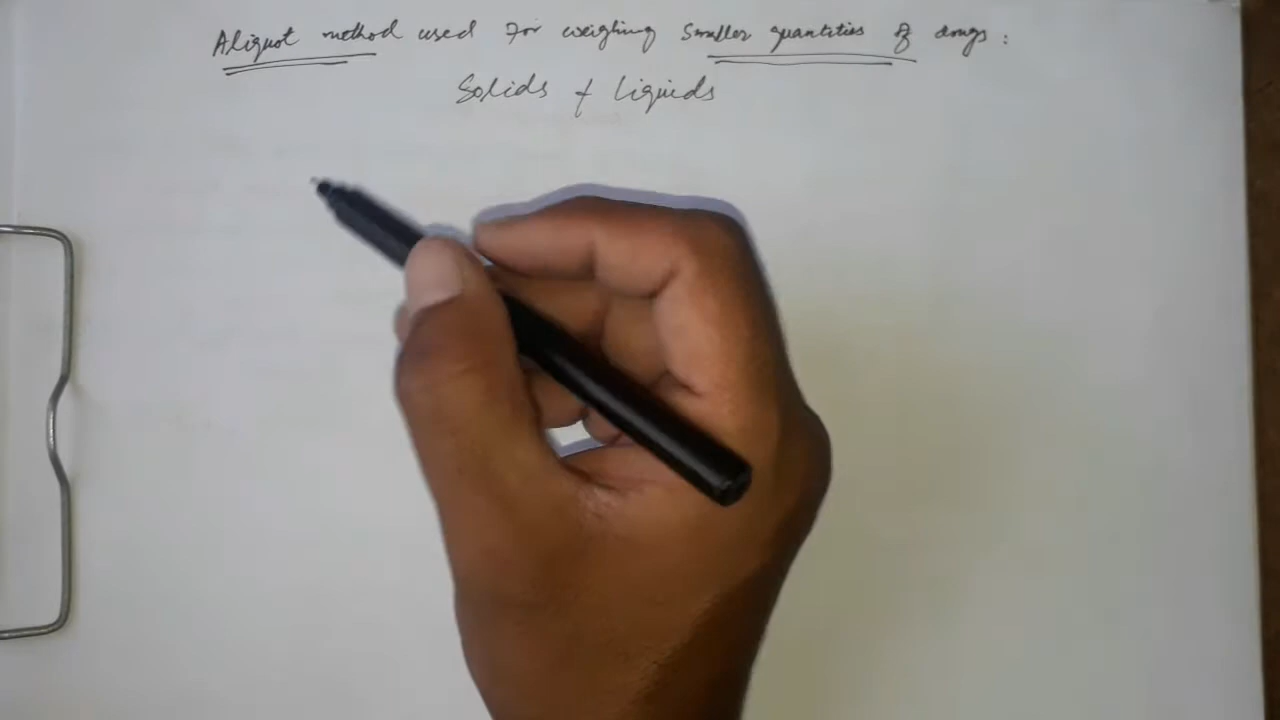 Aliquot method used For weighing Smaller quantities of drugs :
Solids + Liquids